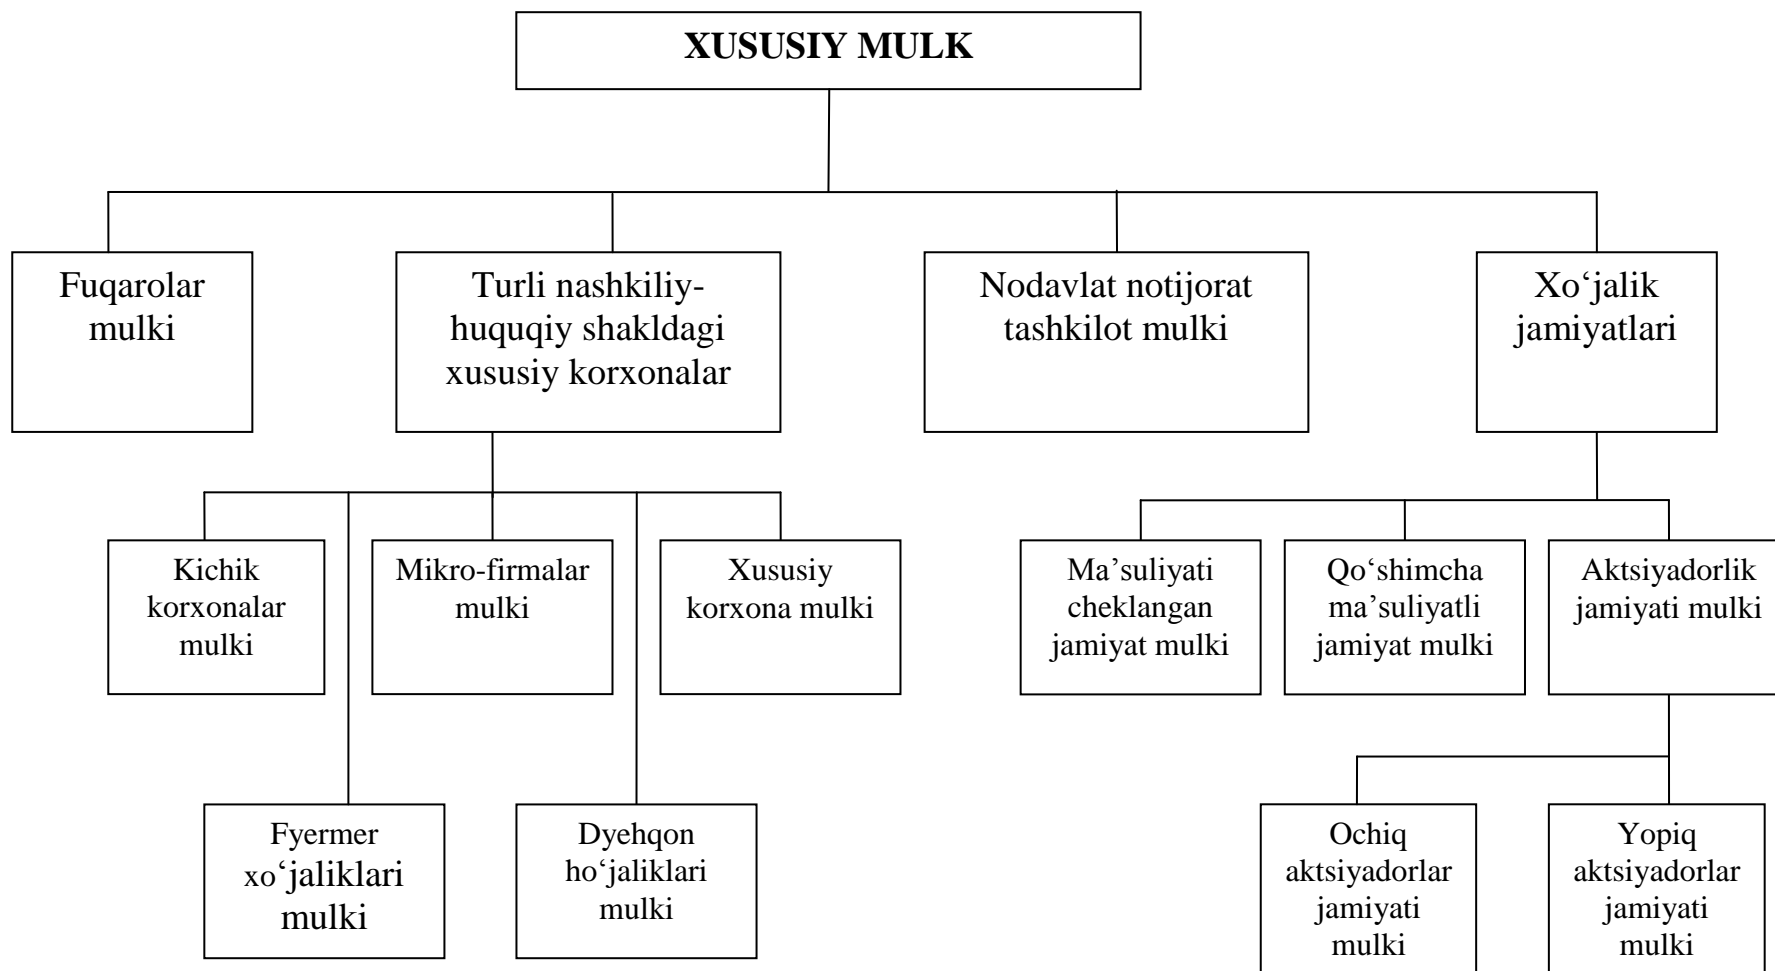 XUSUSIY MULK
Fuqarolar
mulki
Turli nashkiliy-
huquqiy shakldagi
xususiy korxonalar
Nodavlat notijorat
tashkilot mulki
Xo‘jalik
jamiyatlari
Kichik
korxonalar
mulki
Mikro-firmalar
mulki
Xususiy
korxona mulki
Ma’suliyati
cheklangan
jamiyat mulki
Qo‘shimcha
ma’suliyatli
jamiyat mulki
Aktsiyadorlik
jamiyati mulki
Fyermer
xo‘jaliklari
mulki
Dyehqon
ho‘jaliklari
mulki
Ochiq
aktsiyadorlar
jamiyati
mulki
Yopiq
aktsiyadorlar
jamiyati
mulki